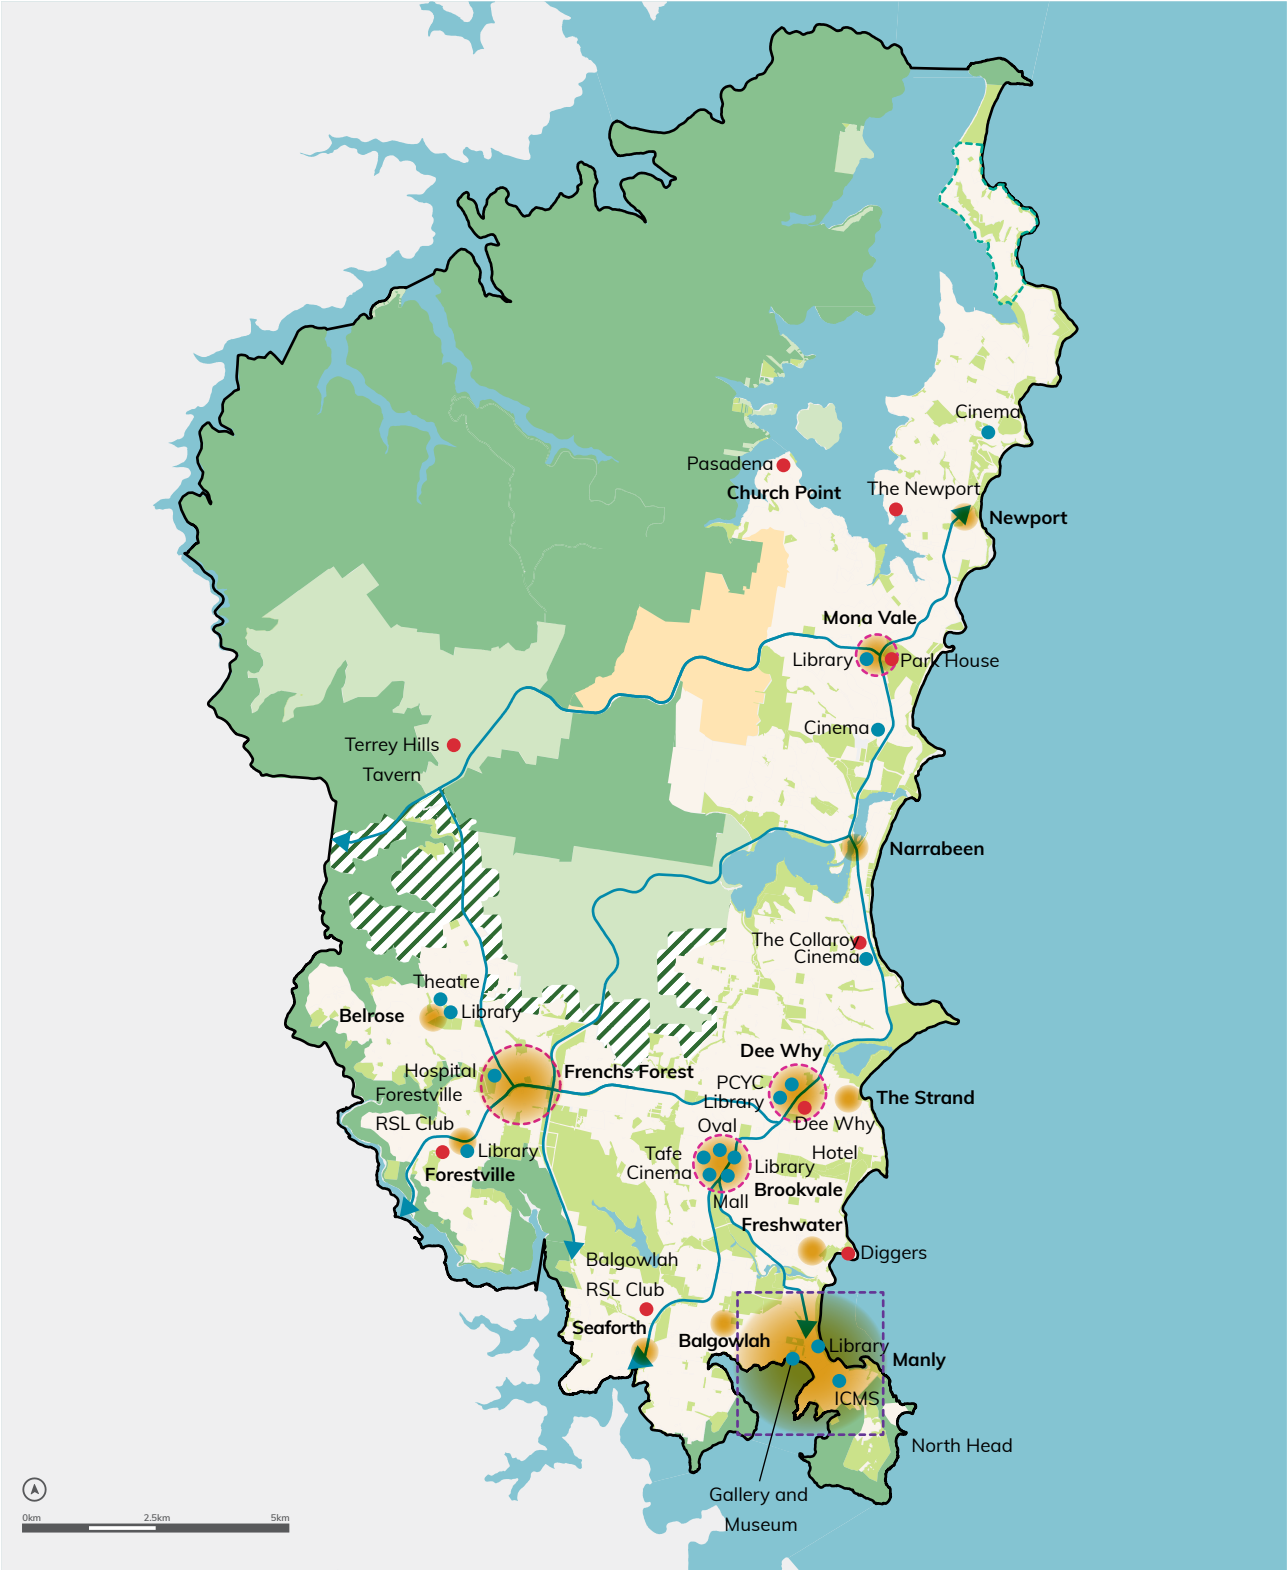 Cinema
Pasadena
Church Point
The Newport
Newport
Mona Vale
Library
Park House
Cinema
Terrey Hills
Tavern
Narrabeen
The Collaroy
Cinema
Theatre
Library
Belrose
Dee Why
Hospital
Frenchs Forest
PCYC
Library
The Strand
Forestville
RSL Club
Oval
Dee Why
Hotel
Library
Forestville
Tafe
Cinema
Library
Brookvale
Mall
Freshwater
Diggers
Balgowlah
RSL Club
Seaforth
Balgowlah
Library
Manly
ICMS
North Head
Gallery and
Museum
0km 2.5km 5km